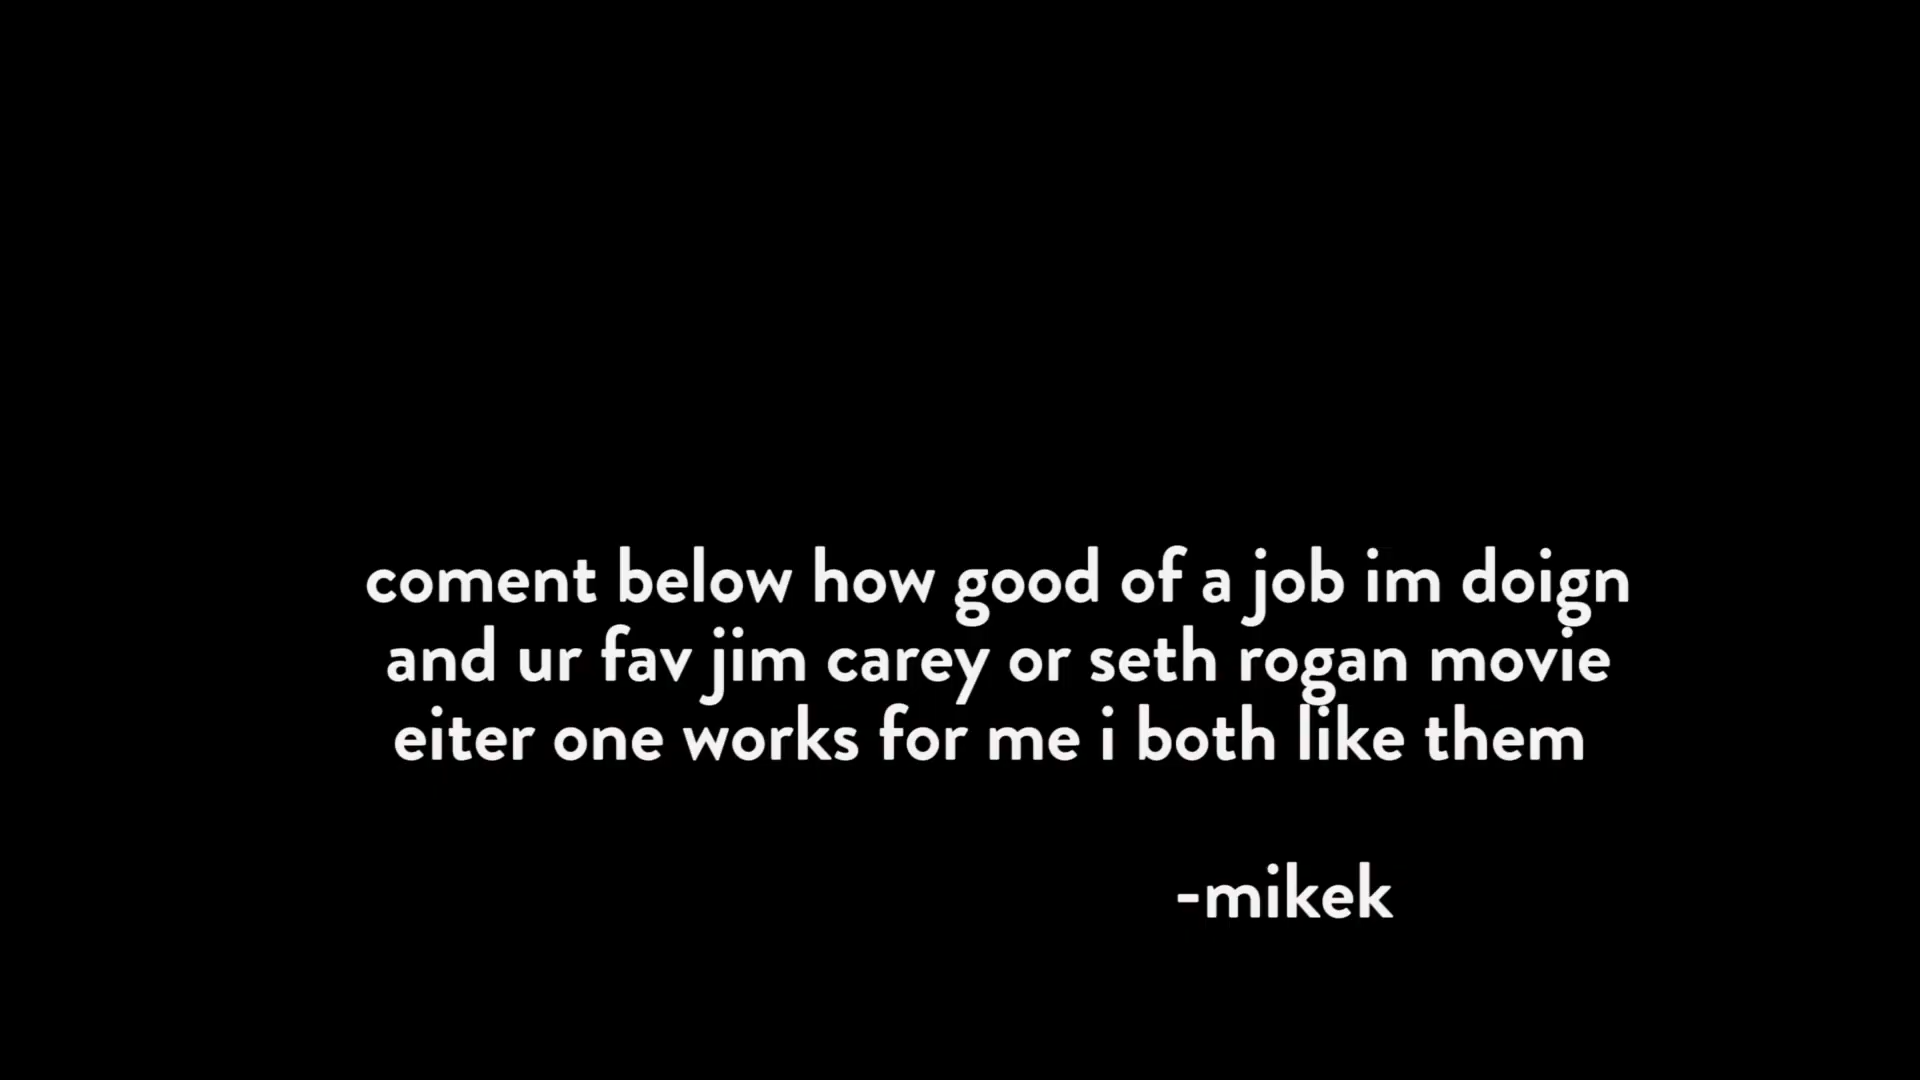 coment below how good of a job im doign
and ur fav jim carey or seth rogan movie
eiter one works for me i both like them
-mikek